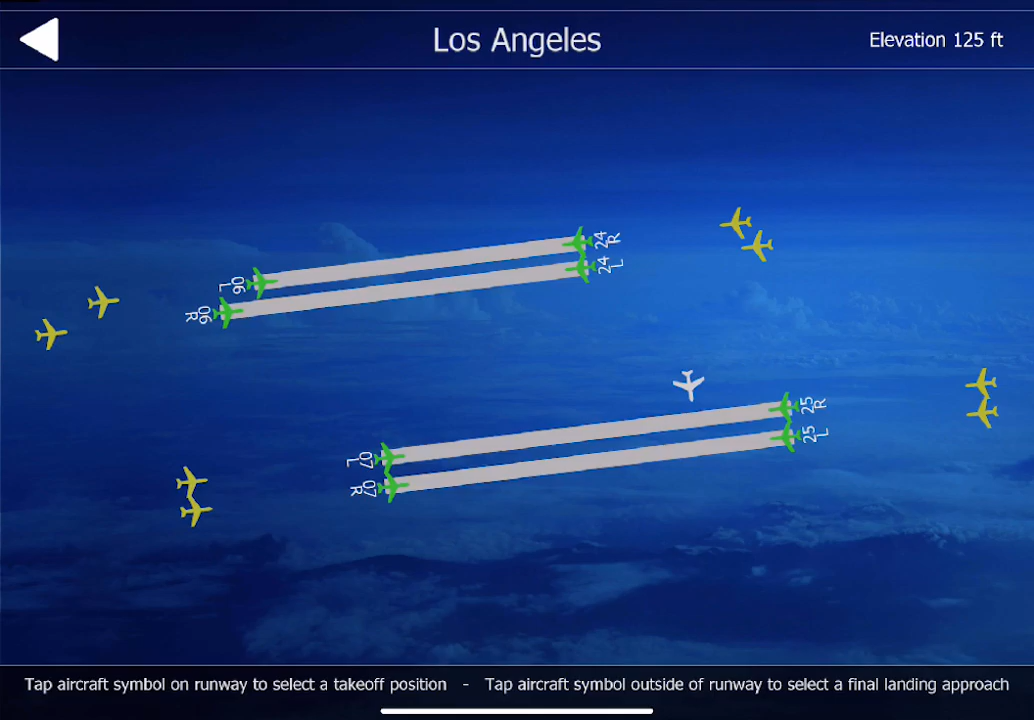 Los Angeles
Elevation 125 ft
24
R
24
L
06
L
06
R
25
R
25
L
07
L
07
R
Tap aircraft symbol on runway to select a takeoff position - Tap aircraft symbol outside of runway to select a final landing approach